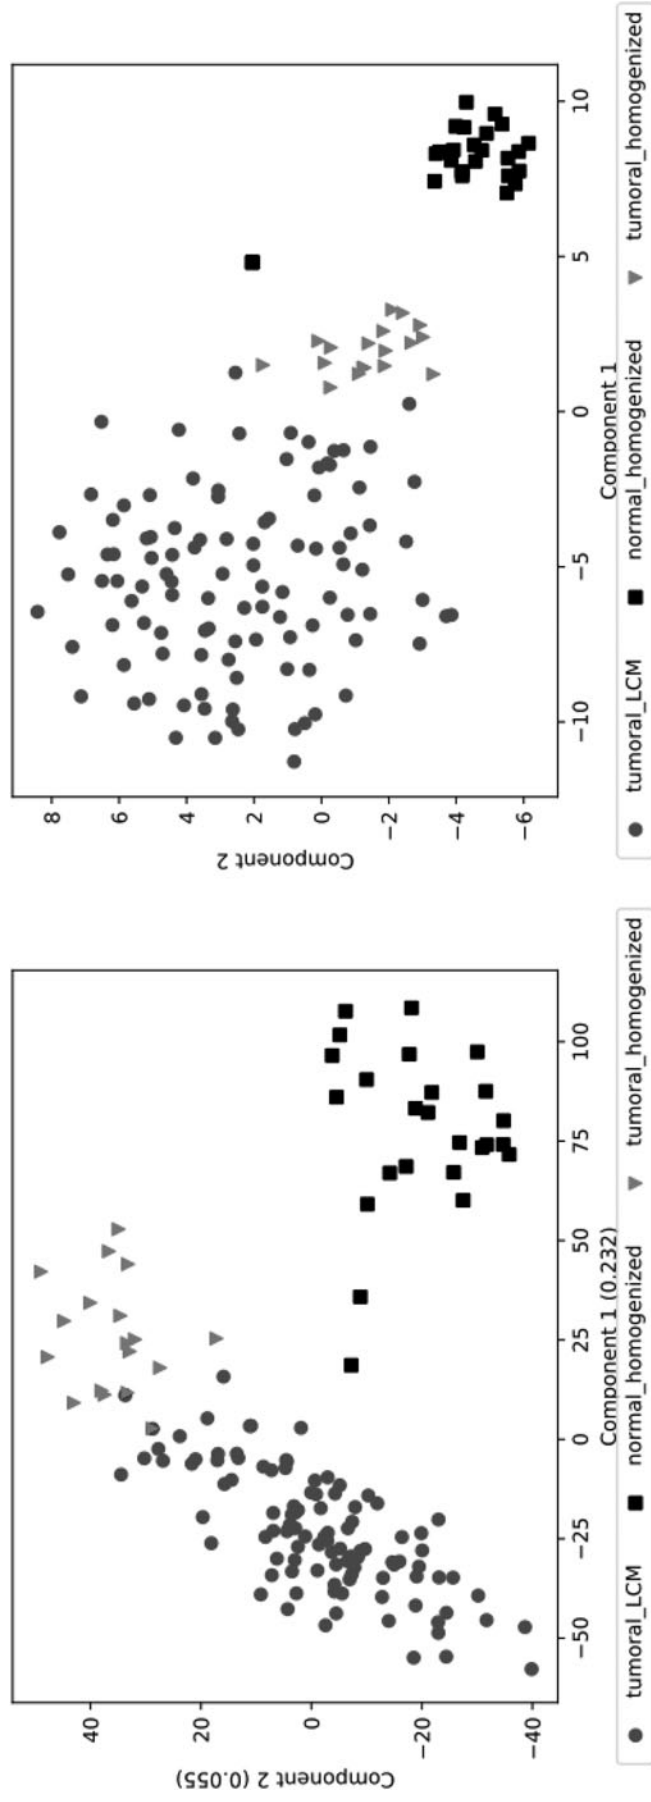 Component 2 (0.055)
40
20
0
−20
−40
−50
−25
0
25
50
75
100
Component 1 (0.232)
tumoral_LCM
normal_homogenized
tumoral_homogenized
Component 2
8
6
4
2
0
−2
−4
−6
−10
−5
0
5
10
Component 1
tumoral_LCM
normal_homogenized
tumoral_homogenized